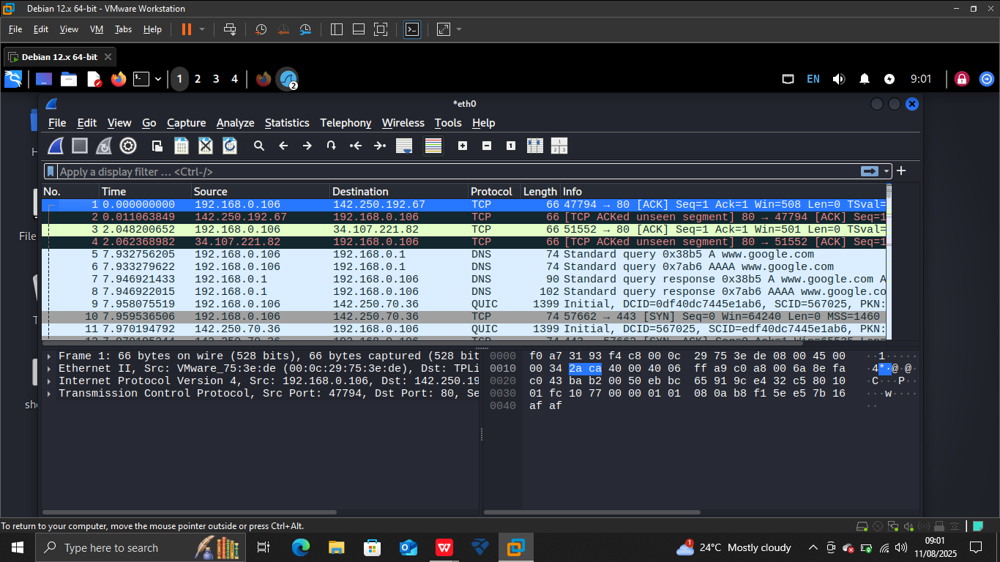 Debian 12.x 64-bit - VMware Workstation
File Edit View VM Tabs Help
Debian 12.x 64-bit
1 2 3 4 2 EN 9:01
*eth0
File Edit View Go Capture Analyze Statistics Telephony Wireless Tools Help
Apply a display filter … <Ctrl-/>
No. Time Source Destination Protocol Length Info
1 0.000000000 192.168.0.106 142.250.192.67 TCP 66 47794 → 80 [ACK] Seq=1 Ack=1 Win=508 Len=0 TSval=
2 0.011063849 142.250.192.67 192.168.0.106 TCP 66 [TCP ACKed unseen segment] 80 → 47794 [ACK] Seq=1
3 2.048200652 192.168.0.106 34.107.221.82 TCP 66 51552 → 80 [ACK] Seq=1 Ack=1 Win=501 Len=0 TSval=
4 2.062368982 34.107.221.82 192.168.0.106 TCP 66 [TCP ACKed unseen segment] 80 → 51552 [ACK] Seq=1
5 7.932756205 192.168.0.106 192.168.0.1 DNS 74 Standard query 0x38b5 A www.google.com
6 7.933279622 192.168.0.106 192.168.0.1 DNS 74 Standard query 0x7ab6 AAAA www.google.com
7 7.946921433 192.168.0.1 192.168.0.106 DNS 90 Standard query response 0x38b5 A www.google.com A
8 7.946922015 192.168.0.1 192.168.0.106 DNS 102 Standard query response 0x7ab6 AAAA www.google.co
9 7.958075519 192.168.0.106 142.250.70.36 QUIC 1399 Initial, DCID=0df40dc7445e1ab6, SCID=567025, PKN:
10 7.959536506 192.168.0.106 142.250.70.36 TCP 74 57662 → 443 [SYN] Seq=0 Win=64240 Len=0 MSS=1460
11 7.970194792 142.250.70.36 192.168.0.106 QUIC 1399 Initial, DCID=567025, SCID=edf40dc7445e1ab6, PKN:
Frame 1: 66 bytes on wire (528 bits), 66 bytes captured (528 bit
Ethernet II, Src: VMware_75:3e:de (00:0c:29:75:3e:de), Dst: TPLi
Internet Protocol Version 4, Src: 192.168.0.106, Dst: 142.250.19
Transmission Control Protocol, Src Port: 47794, Dst Port: 80, Se
0000 f0 a7 31 93 f4 c8 00 0c 29 75 3e de 08 00 45 00 ··1·····
0010 00 34 2a ca 40 00 40 06 ff a9 c0 a8 00 6a 8e fa ·4*·@·@·
0020 c0 43 ba b2 00 50 eb bc 65 91 9c e4 32 c5 80 10 ·C···P··
0030 01 fc 10 77 00 00 01 01 08 0a b8 f1 5e e5 7b 16 ···w····
0040 af af ··
H
File
T
sh
To return to your computer, move the mouse pointer outside or press Ctrl+Alt.
Type here to search
1 24°C Mostly cloudy
09:01
11/08/2025